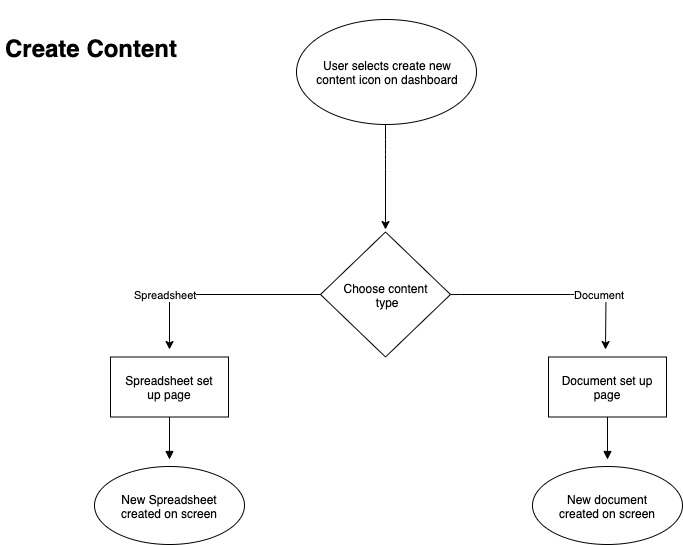 Create Content
User selects create new
content icon on dashboard
Choose content
type
Spreadsheet
Document
Spreadsheet set
up page
Document set up
page
New Spreadsheet
created on screen
New document
created on screen